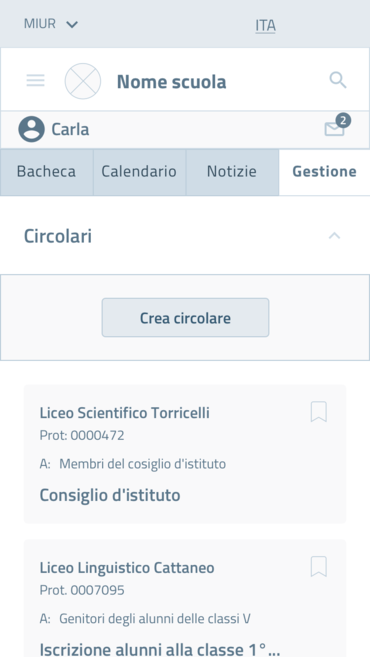 MIUR ITA
Nome scuola
Carla 2
Bacheca Calendario Notizie Gestione
Circolari
Crea circolare
Liceo Scientifico Torricelli
Prot: 0000472
A: Membri del cosiglio d'istituto
Consiglio d'istituto
Liceo Linguistico Cattaneo
Prot. 0007095
A: Genitori degli alunni delle classi V
Iscrizione alunni alla classe 1°...